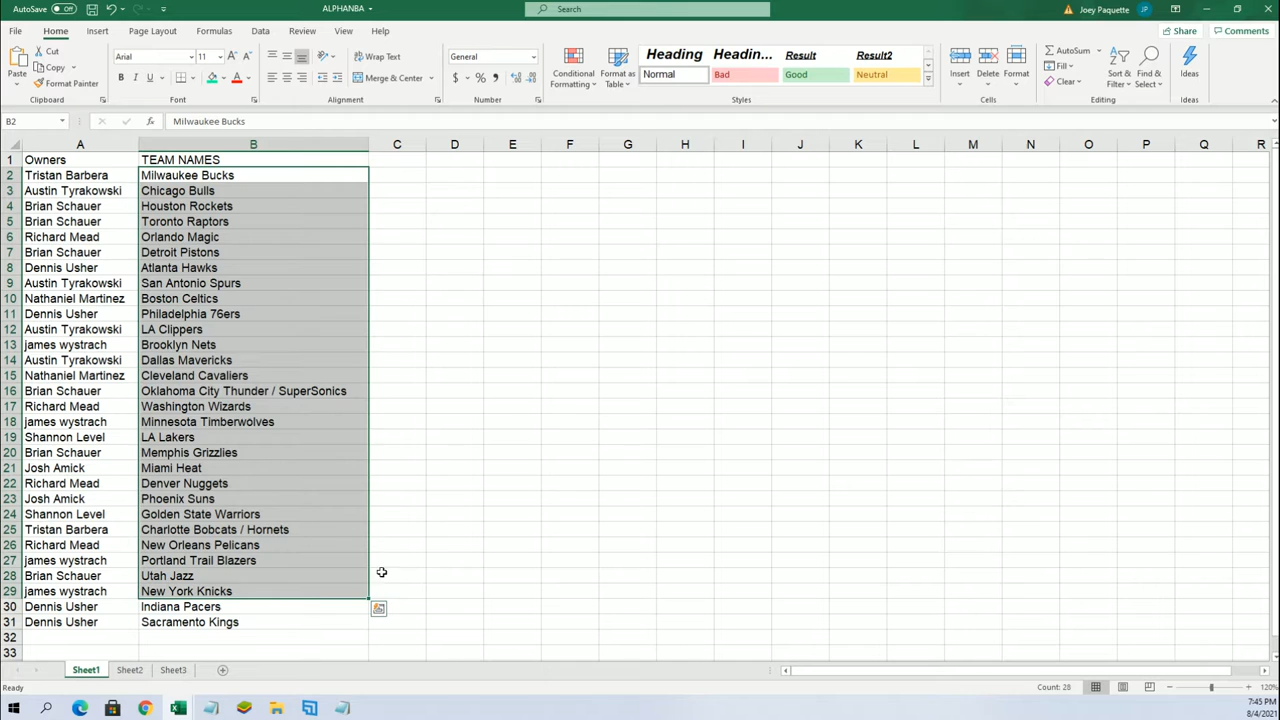 AutoSave Off ALPHANBA Search Joey Paquette JP
File Home Insert Page Layout Formulas Data Review View Help Share Comments
Paste Cut Copy Format Painter Clipboard
Arial 11 A A B I U A Font
Wrap Text Merge & Center Alignment
General $ % Number
Conditional Formatting Format as Table
Heading Headin... Result Result2
Normal Bad Good Neutral
Styles
Insert Delete Format Cells
AutoSum Fill Clear Sort & Filter Find & Select Editing
Ideas Ideas
B2 fx Milwaukee Bucks
A B C D E F G H I J K L M N O P Q R
1 Owners TEAM NAMES
2 Tristan Barbera Milwaukee Bucks
3 Austin Tyrakowski Chicago Bulls
4 Brian Schauer Houston Rockets
5 Brian Schauer Toronto Raptors
6 Richard Mead Orlando Magic
7 Brian Schauer Detroit Pistons
8 Dennis Usher Atlanta Hawks
9 Austin Tyrakowski San Antonio Spurs
10 Nathaniel Martinez Boston Celtics
11 Dennis Usher Philadelphia 76ers
12 Austin Tyrakowski LA Clippers
13 james wystrach Brooklyn Nets
14 Austin Tyrakowski Dallas Mavericks
15 Nathaniel Martinez Cleveland Cavaliers
16 Brian Schauer Oklahoma City Thunder / SuperSonics
17 Richard Mead Washington Wizards
18 james wystrach Minnesota Timberwolves
19 Shannon Level LA Lakers
20 Brian Schauer Memphis Grizzlies
21 Josh Amick Miami Heat
22 Richard Mead Denver Nuggets
23 Josh Amick Phoenix Suns
24 Shannon Level Golden State Warriors
25 Tristan Barbera Charlotte Bobcats / Hornets
26 Richard Mead New Orleans Pelicans
27 james wystrach Portland Trail Blazers
28 Brian Schauer Utah Jazz
29 james wystrach New York Knicks
30 Dennis Usher Indiana Pacers
31 Dennis Usher Sacramento Kings
32
33
Sheet1 Sheet2 Sheet3
Ready Count: 28 120%
7:45 PM
8/4/2021